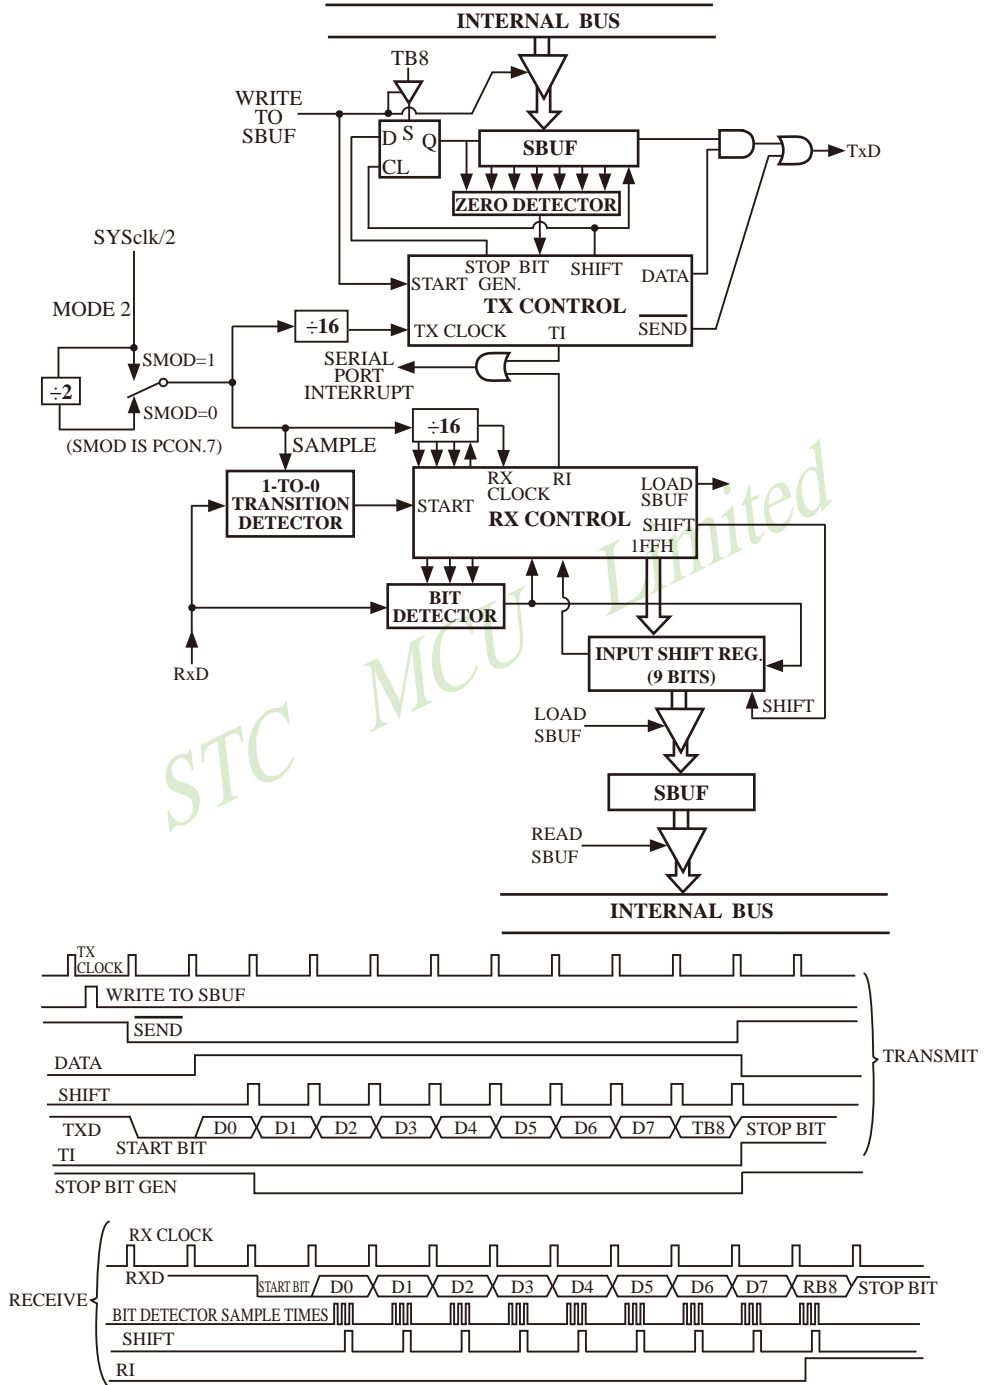 INTERNAL BUS
TB8
WRITE
TO
SBUF
D
S
Q
CL
SBUF
TxD
ZERO DETECTOR
SYSclk/2
STOP BIT
GEN.
SHIFT
DATA
START
TX CONTROL
MODE 2
÷16
TX CLOCK
TI
SEND
SERIAL
PORT
INTERRUPT
SMOD=1
÷2
SMOD=0
(SMOD IS PCON.7)
SAMPLE
÷16
1-TO-0
TRANSITION
DETECTOR
START
RX
CLOCK
RI
LOAD
SBUF
RX CONTROL
SHIFT
1FFH
BIT
DETECTOR
RxD
INPUT SHIFT REG.
(9 BITS)
SHIFT
LOAD
SBUF
SBUF
READ
SBUF
INTERNAL BUS
STC MCU Limited
TX
CLOCK
WRITE TO SBUF
SEND
DATA
TRANSMIT
SHIFT
TXD
START BIT
D0 D1 D2 D3 D4 D5 D6 D7 TB8
STOP BIT
TI
STOP BIT GEN
RX CLOCK
RXD
START BIT
D0 D1 D2 D3 D4 D5 D6 D7 RB8
STOP BIT
RECEIVE
BIT DETECTOR SAMPLE TIMES
SHIFT
RI